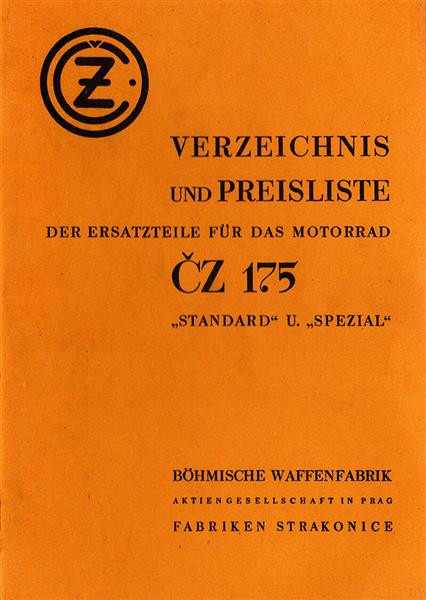 ČZ
VERZEICHNIS
UND PREISLISTE
DER ERSATZTEILE FÜR DAS MOTORRAD
ČZ 175
„STANDARD“ U. „SPEZIAL“
BÖHMISCHE WAFFENFABRIK
AKTIENGESELLSCHAFT IN PRAG
FABRIKEN STRAKONICE